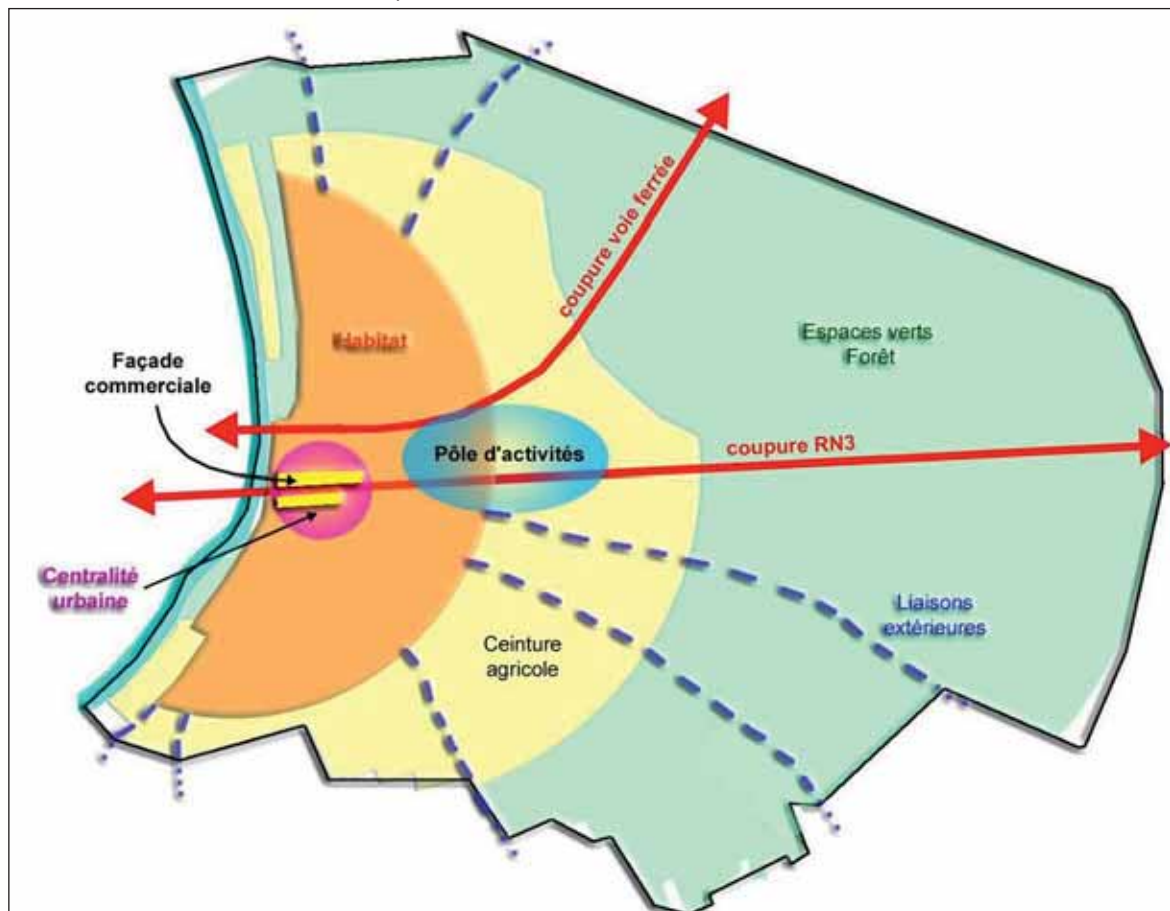 coupure voie ferrée
Habitat
Espaces verts
Forêt
Façade
commerciale
Pôle d'activités
coupure RN3
Centralité
urbaine
Liaisons
extérieures
Ceinture
agricole